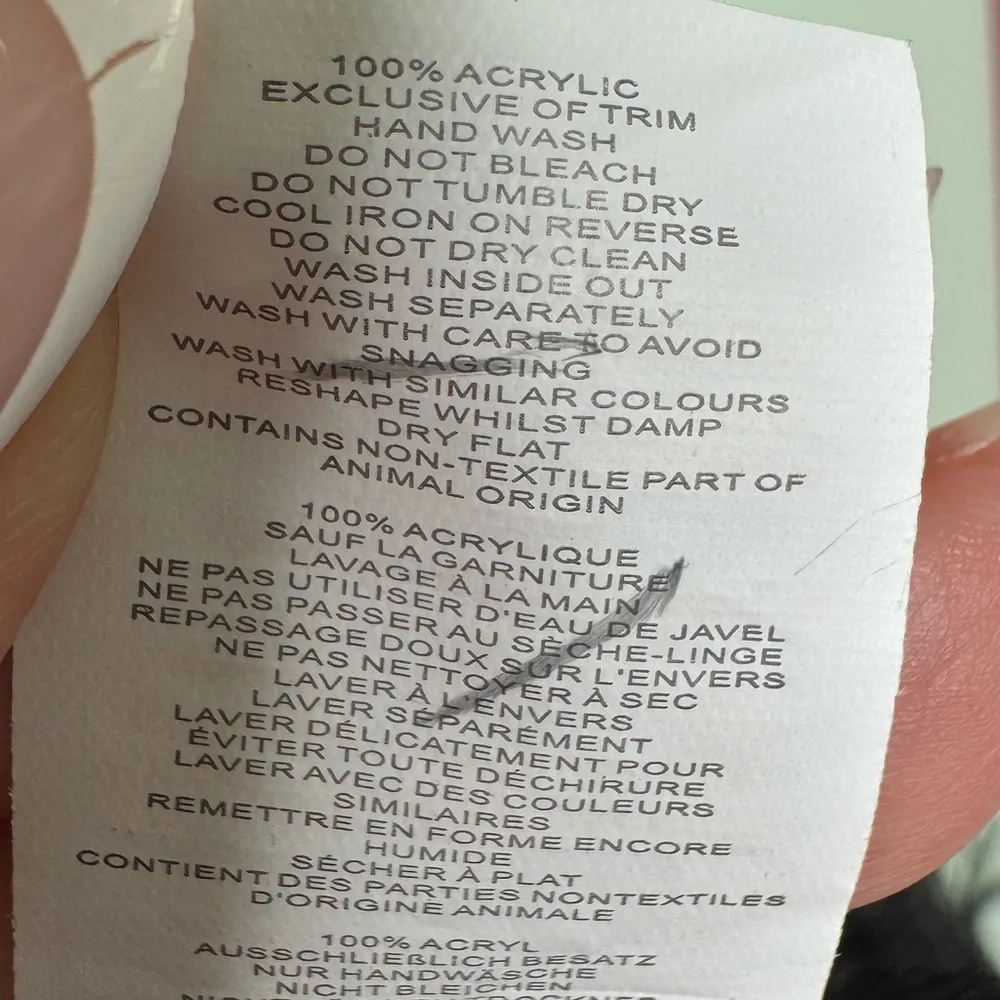 100% ACRYLIC
EXCLUSIVE OF TRIM
HAND WASH
DO NOT BLEACH
DO NOT TUMBLE DRY
COOL IRON ON REVERSE
DO NOT DRY CLEAN
WASH INSIDE OUT
WASH SEPARATELY
WASH WITH CARE TO AVOID
SNAGGING
WASH WITH SIMILAR COLOURS
RESHAPE WHILST DAMP
DRY FLAT
CONTAINS NON-TEXTILE PART OF
ANIMAL ORIGIN
100% ACRYLIQUE
SAUF LA GARNITURE
LAVAGE À LA MAIN
NE PAS UTILISER D'EAU DE JAVEL
NE PAS PASSER AU SÈCHE-LINGE
REPASSAGE DOUX SUR L'ENVERS
NE PAS NETTOYER À SEC
LAVER À L'ENVERS
LAVER SÉPARÉMENT
LAVER DÉLICATEMENT POUR
ÉVITER TOUTE DÉCHIRURE
LAVER AVEC DES COULEURS
SIMILAIRES
REMETTRE EN FORME ENCORE
HUMIDE
SÉCHER À PLAT
CONTIENT DES PARTIES NONTEXTILES
D'ORIGINE ANIMALE
100% ACRYL
AUSSCHLIEßLICH BESATZ
NUR HANDWÄSCHE
NICHT BLEICHEN